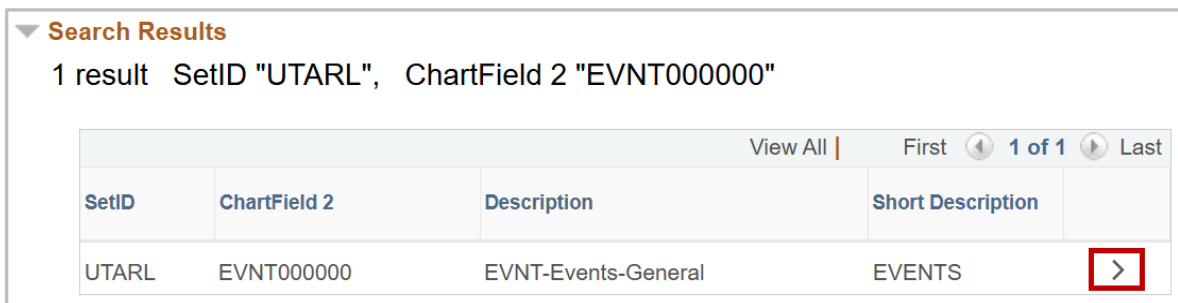 Search Results
1 result SetID "UTARL", ChartField 2 "EVNT000000"
View All | First 1 of 1 Last
SetID ChartField 2 Description Short Description
UTARL EVNT000000 EVNT-Events-General EVENTS >